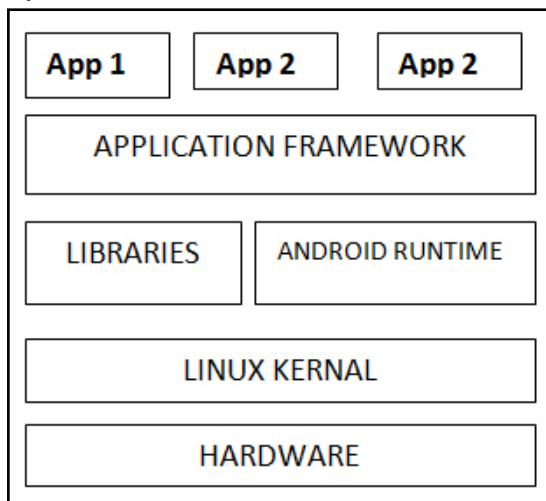 App 1 App 2 App 2
APPLICATION FRAMEWORK
LIBRARIES ANDROID RUNTIME
LINUX KERNAL
HARDWARE